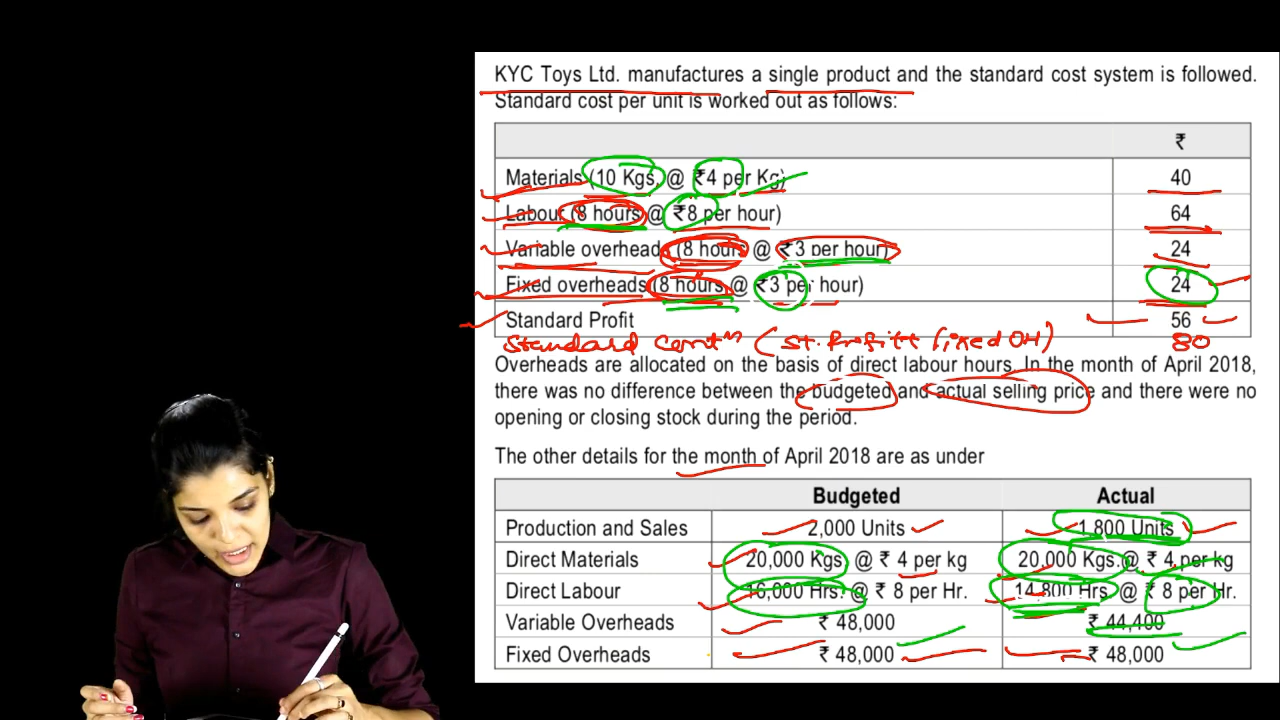 KYC Toys Ltd. manufactures a single product and the standard cost system is followed.
Standard cost per unit is worked out as follows:
₹
Materials (10 Kgs. @ ₹4 per Kg) 40
Labour (8 hours @ ₹8 per hour) 64
Variable overheads (8 hours @ ₹3 per hour) 24
Fixed overheads (8 hours @ ₹3 per hour) 24
Standard Profit 56
Standard contⁿ (st. Profit + fixed OH) 80
Overheads are allocated on the basis of direct labour hours. In the month of April 2018,
there was no difference between the budgeted and actual selling price and there were no
opening or closing stock during the period.
The other details for the month of April 2018 are as under
Budgeted Actual
Production and Sales 2,000 Units 1,800 Units
Direct Materials 20,000 Kgs. @ ₹ 4 per kg 20,000 Kgs.@ ₹ 4 per kg
Direct Labour 16,000 Hrs. @ ₹ 8 per Hr. 14,800 Hrs. @ ₹ 8 per Hr.
Variable Overheads ₹ 48,000 ₹ 44,400
Fixed Overheads ₹ 48,000 ₹ 48,000